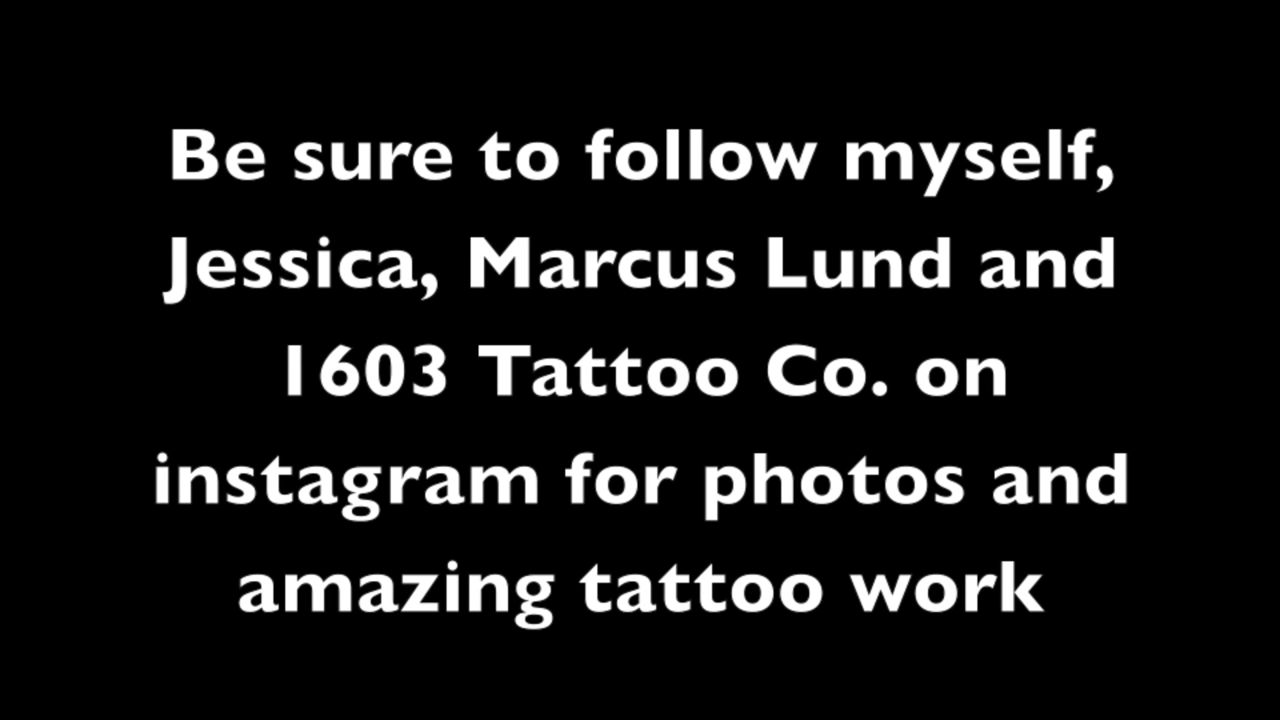 Be sure to follow myself,
Jessica, Marcus Lund and
1603 Tattoo Co. on
instagram for photos and
amazing tattoo work